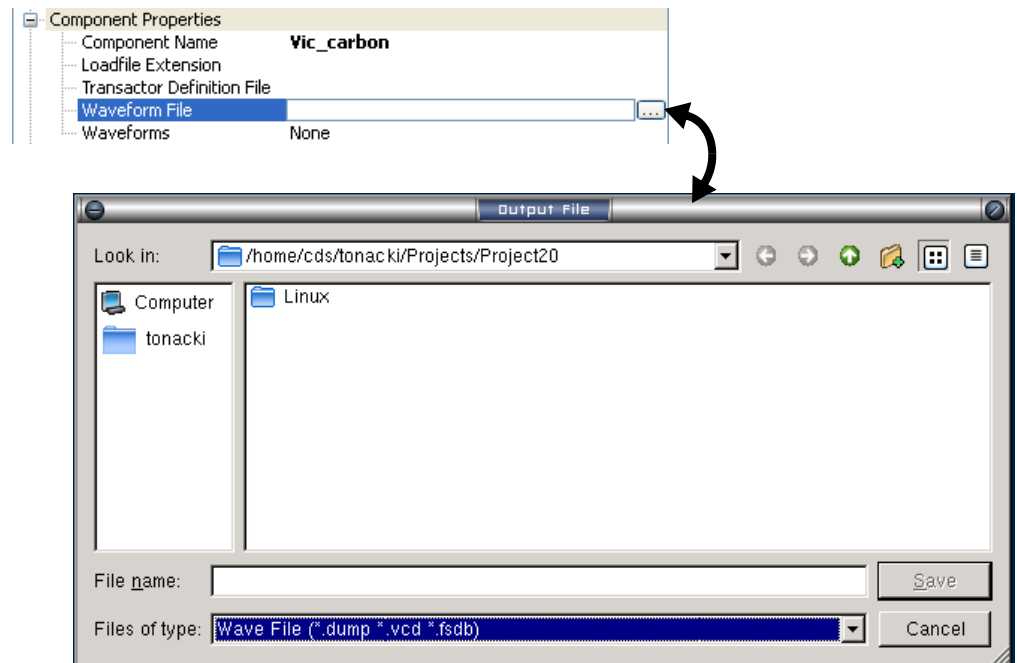 Component Properties
Component Name Vic_carbon
Loadfile Extension
Transactor Definition File
Waveform File ...
Waveforms None
Output File
Look in: /home/cds/tonacki/Projects/Project20
Computer Linux
tonacki
File name: Save
Files of type: Wave File (*.dump *.vcd *.fsdb) Cancel